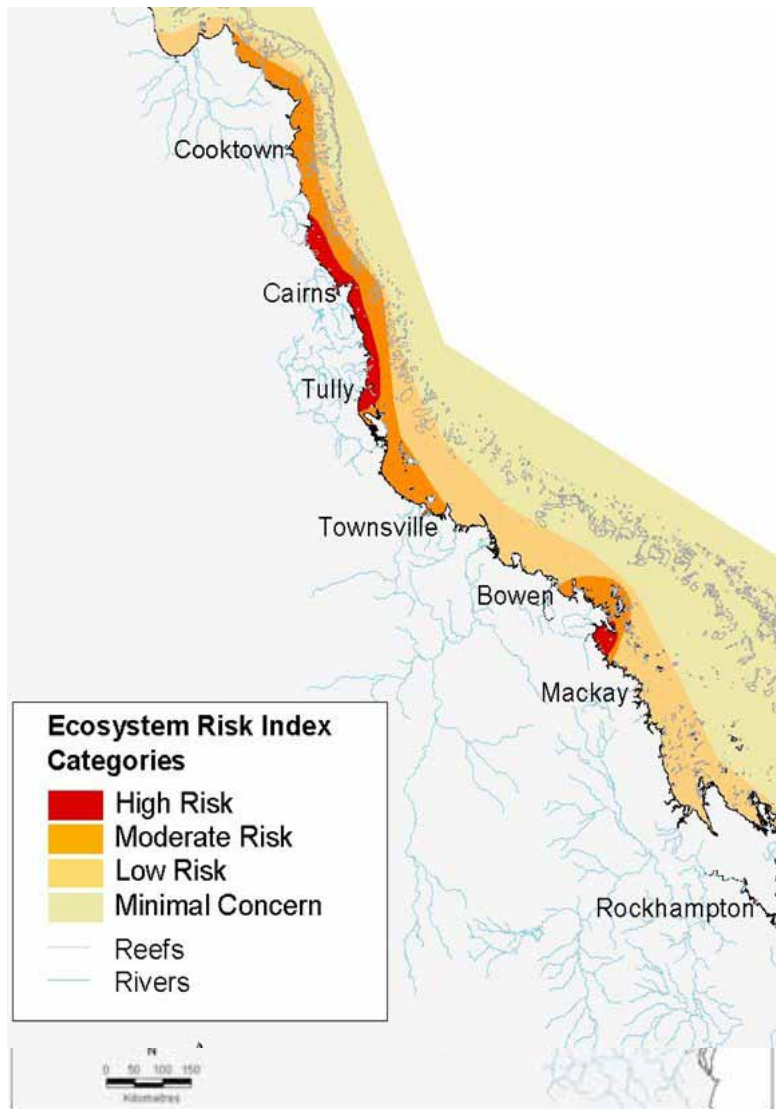 Cooktown
Cairns
Tully
Townsville
Bowen
Mackay
Ecosystem Risk Index
Categories
High Risk
Moderate Risk
Low Risk
Minimal Concern
Reefs
Rivers
Rockhampton
N
0 50 100 150
Kilometres